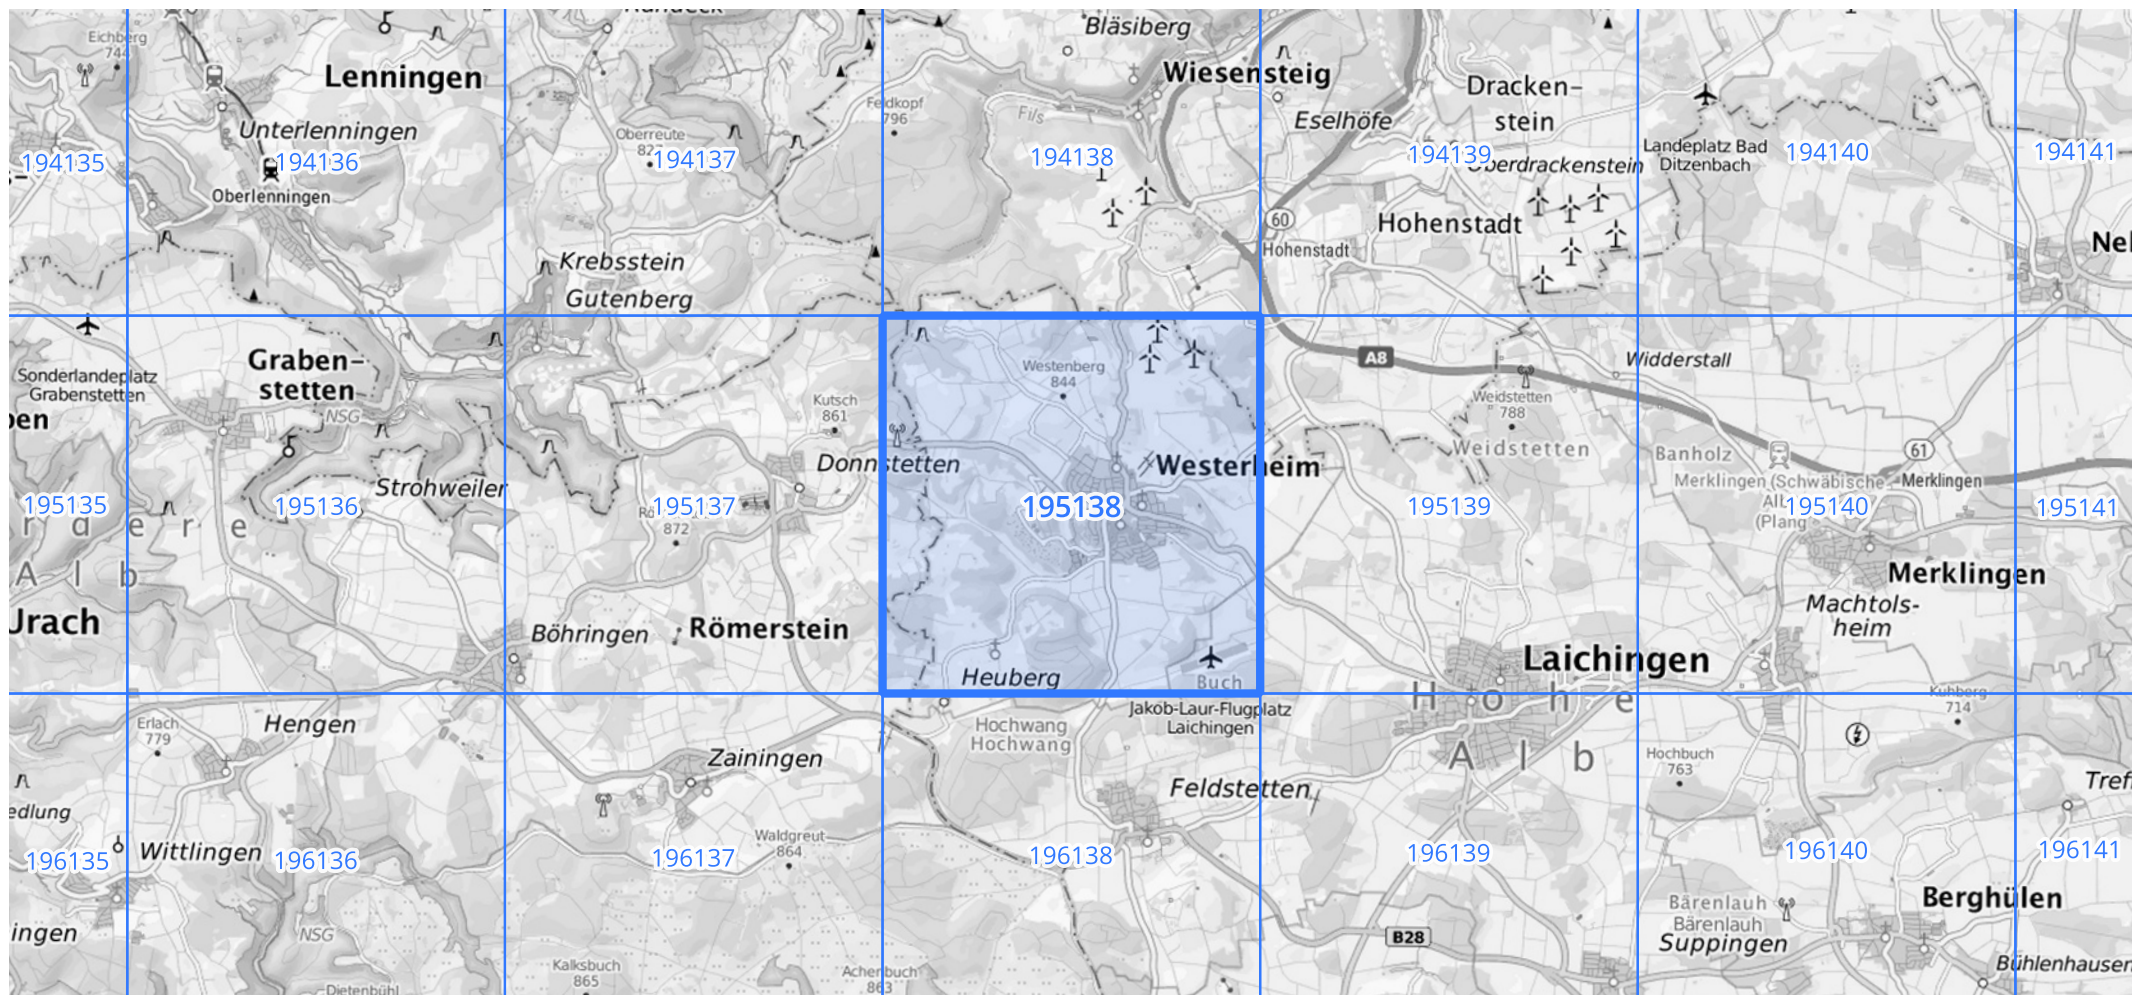 Bläsiberg
Eichberg
744
Lenningen
Wiesensteig
Dracken-
stein
Feldkopf
796
Fils
Eselhöfe
Unterlenningen
Oberreute
Landeplatz Bad
Ditzenbach
194135
194136
194137
194138
194139
194140
194141
Oberlenningen
60
Hohenstadt
Hohenstadt
Krebsstein
Gutenberg
Graben-
stetten
Sonderlandeplatz
Grabenstetten
NSG
Westenberg
844
A8
Widderstall
Kutsch
861
Weidstetten
788
Weidstetten
Banholz
61
Donnstetten
Westerheim
Merklingen (Schwäbische
Merklingen
Strohweiler
195135
195136
195137
195138
195139
195140
195141
(Plang
872
r d e r e
A l b
Merklingen
Machtols-
heim
Urach
Böhringen
Römerstein
Laichingen
Heuberg
Buch
Hohe
Alb
Kuhberg
714
Erlach
779
Hengen
Hochwang
Hochwang
Jakob-Laur-Flugplatz
Laichingen
Zainingen
Hochbuch
763
Feldstetten
Waldgreut
864
Wittlingen
196135
196136
196137
196138
196139
196140
196141
Bärenlauh
Bärenlauh
Suppingen
Berghülen
NSG
B28
Kalksbuch
865
Achenbuch
863
Bühlenhausen
Dietenbühl